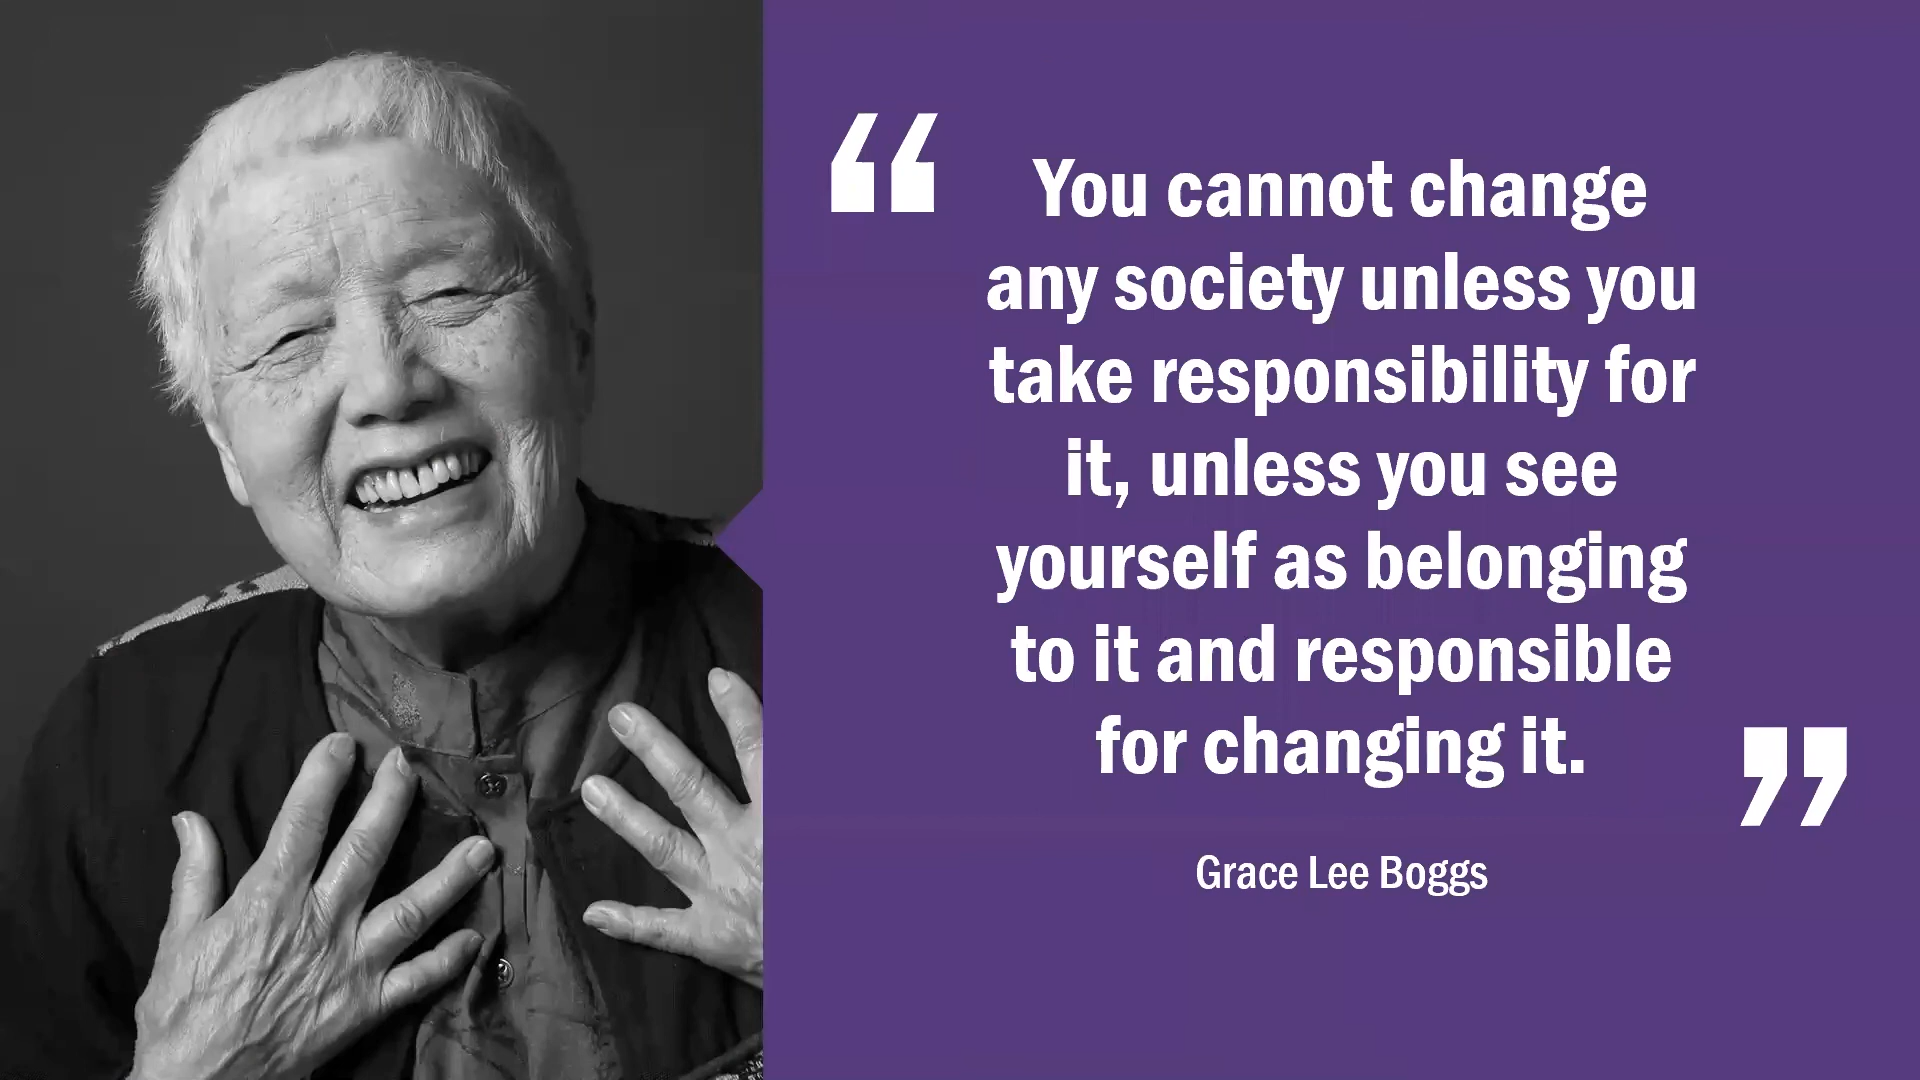 “ You cannot change
any society unless you
take responsibility for
it, unless you see
yourself as belonging
to it and responsible
for changing it. ”
Grace Lee Boggs